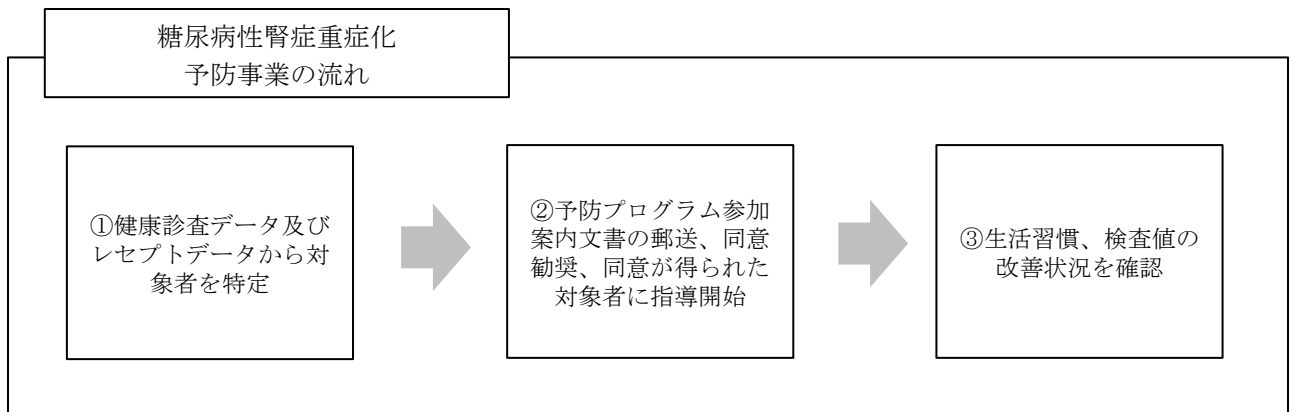 糖尿病性腎症重症化
予防事業の流れ
①健康診査データ及び
レセプトデータから対
象者を特定
②予防プログラム参加
案内文書の郵送、同意
勧奨、同意が得られた
対象者に指導開始
③生活習慣、検査値の
改善状況を確認